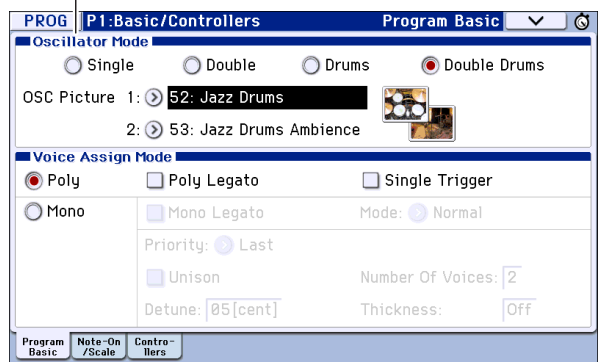 PROG P1:Basic/Controllers Program Basic
Oscillator Mode
Single Double Drums Double Drums
OSC Picture 1: 52: Jazz Drums
2: 53: Jazz Drums Ambience
Voice Assign Mode
Poly Poly Legato Single Trigger
Mono Mono Legato Mode: Normal
Priority: Last
Unison Number Of Voices: 2
Detune: 05[cent] Thickness: Off
Program Basic Note-On /Scale Contro- llers